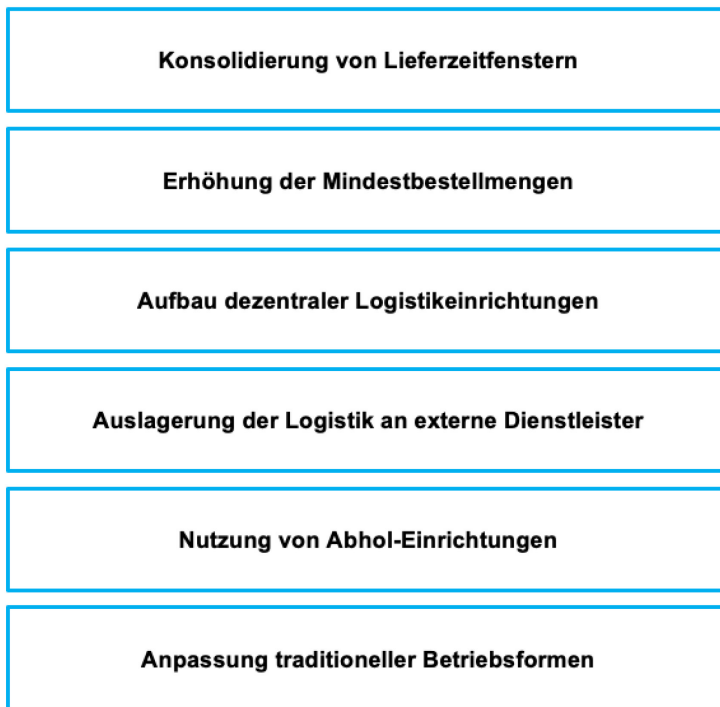 Konsolidierung von Lieferzeitfenstern
Erhöhung der Mindestbestellmengen
Aufbau dezentraler Logistikeinrichtungen
Auslagerung der Logistik an externe Dienstleister
Nutzung von Abhol-Einrichtungen
Anpassung traditioneller Betriebsformen